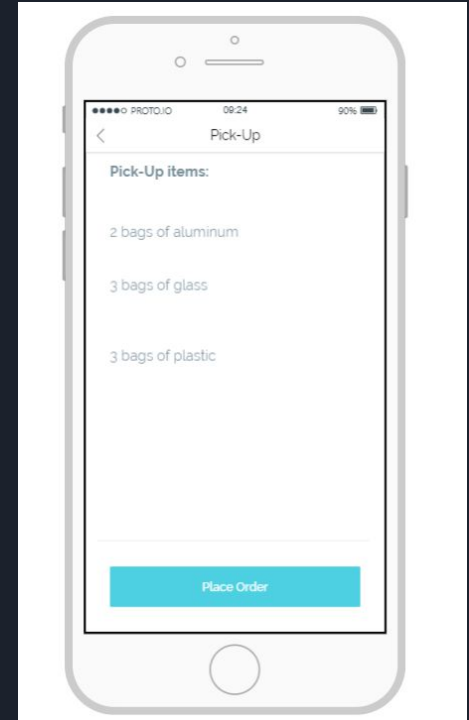 PROTO.IO 09:24 90%
Pick-Up
Pick-Up items:
2 bags of aluminum
3 bags of glass
3 bags of plastic
Place Order